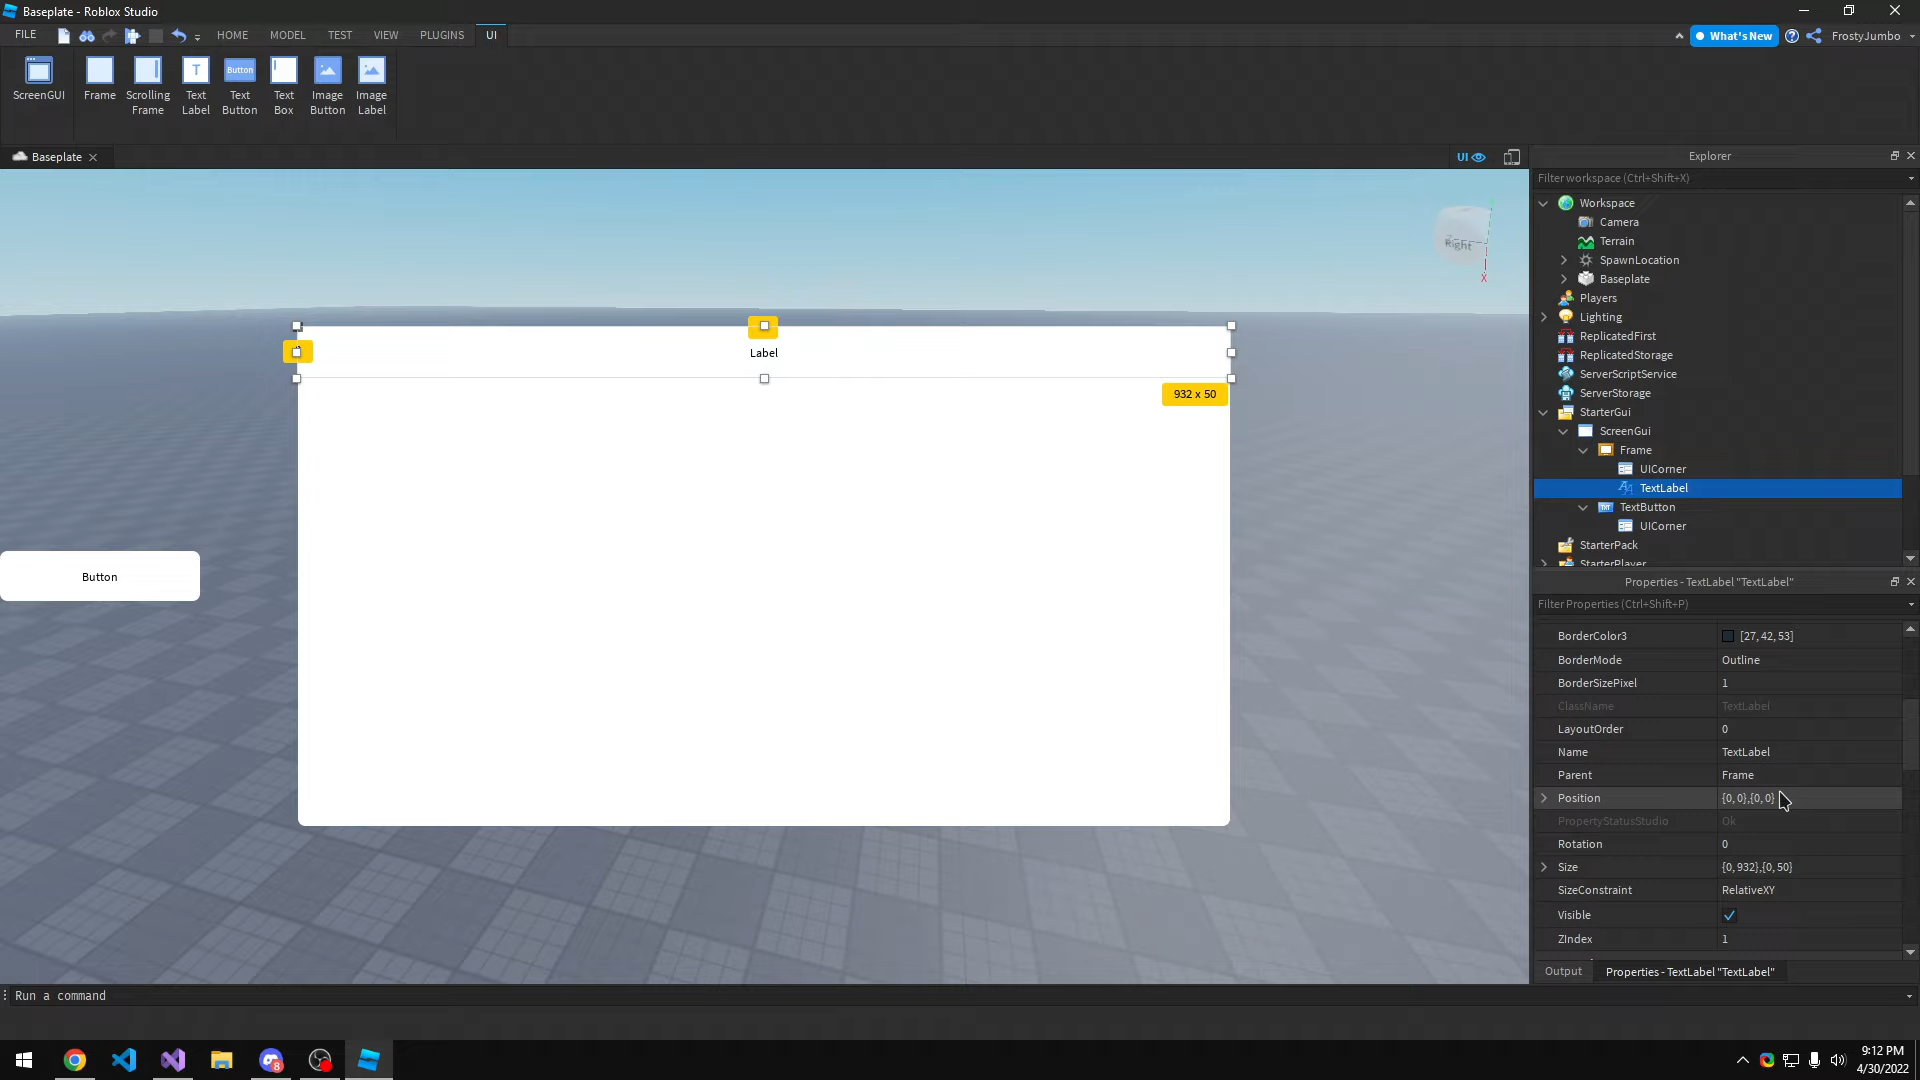 Baseplate - Roblox Studio
FILE HOME MODEL TEST VIEW PLUGINS UI What's New FrostyJumbo
ScreenGUI
Frame
Scrolling
Frame
Text
Label
Button
Text
Button
Text
Box
Image
Button
Image
Label
Baseplate
UI
Right
X
Label
932 x 50
Button
Explorer
Filter workspace (Ctrl+Shift+X)
Workspace
Camera
Terrain
SpawnLocation
Baseplate
Players
Lighting
ReplicatedFirst
ReplicatedStorage
ServerScriptService
ServerStorage
StarterGui
ScreenGui
Frame
UICorner
TextLabel
TextButton
UICorner
StarterPack
StarterPlayer
Properties - TextLabel "TextLabel"
Filter Properties (Ctrl+Shift+P)
BorderColor3 [27, 42, 53]
BorderMode Outline
BorderSizePixel 1
ClassName TextLabel
LayoutOrder 0
Name TextLabel
Parent Frame
Position {0, 0},{0, 0}
PropertyStatusStudio Ok
Rotation 0
Size {0, 932},{0, 50}
SizeConstraint RelativeXY
Visible
ZIndex 1
Output Properties - TextLabel "TextLabel"
Run a command
8
9:12 PM
4/30/2022